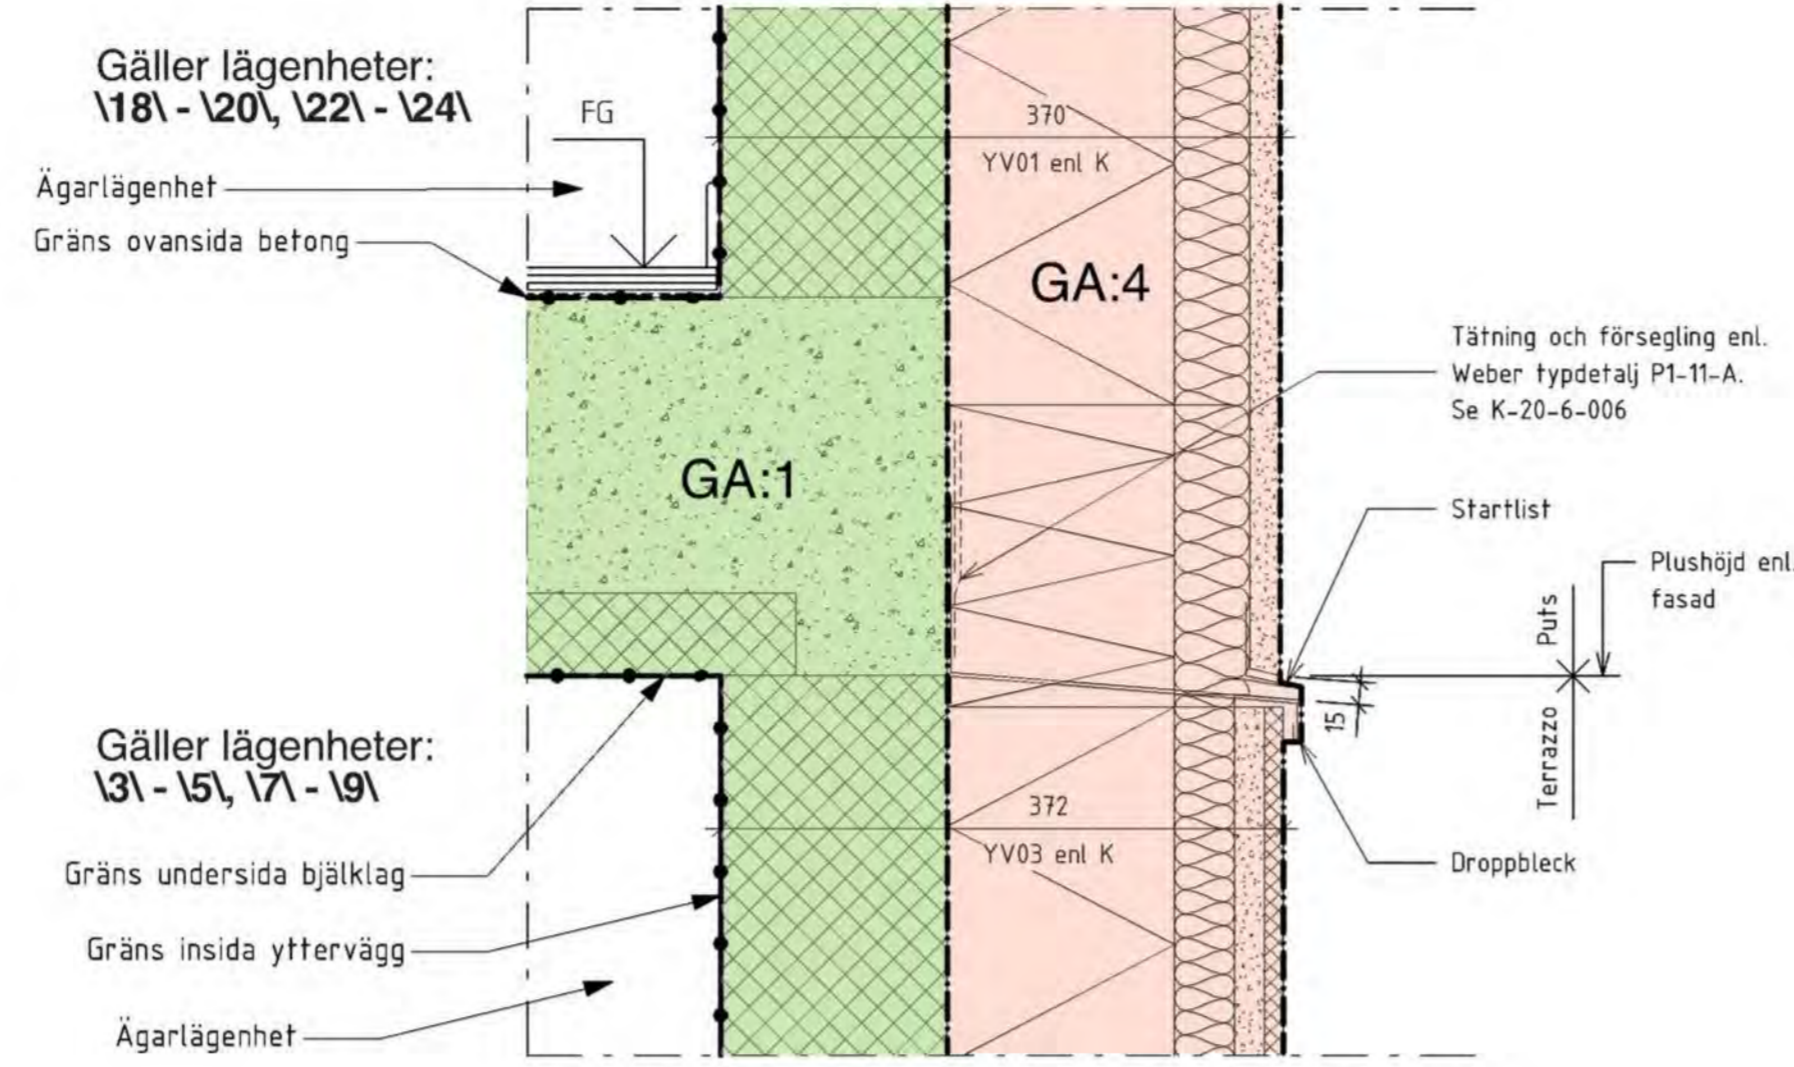 Gäller lägenheter:
\18\ - \20\, \22\ - \24\
FG
Ägarlägenhet
Gräns ovansida betong
370
YV01 enl K
GA:4
Tätning och försegling enl.
Weber typdetalj P1-11-A.
Se K-20-6-006
GA:1
Startlist
Plushöjd enl.
fasad
Puts
Terrazzo
15
Gäller lägenheter:
\3\ - \5\, \7\ - \9\
372
YV03 enl K
Droppbleck
Gräns undersida bjälklag
Gräns insida yttervägg
Ägarlägenhet